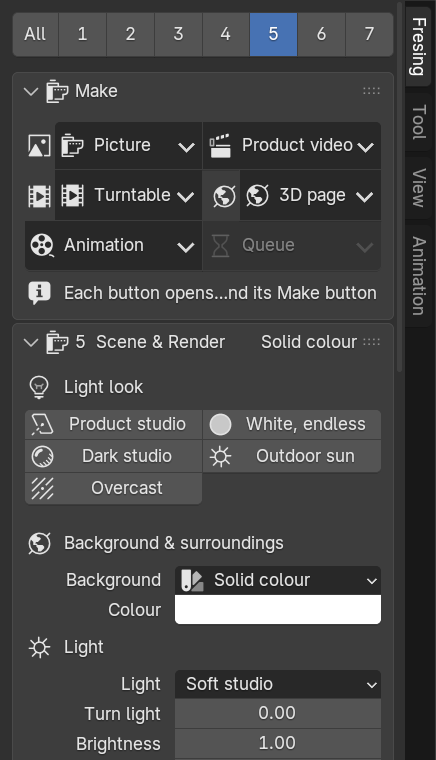 All 1 2 3 4 5 6 7
Fresing
Tool
View
Animation
Make
Picture Product video
Turntable 3D page
Animation Queue
Each button opens...nd its Make button
5 Scene & Render Solid colour
Light look
Product studio White, endless
Dark studio Outdoor sun
Overcast
Background & surroundings
Background Solid colour
Colour
Light
Light Soft studio
Turn light 0.00
Brightness 1.00